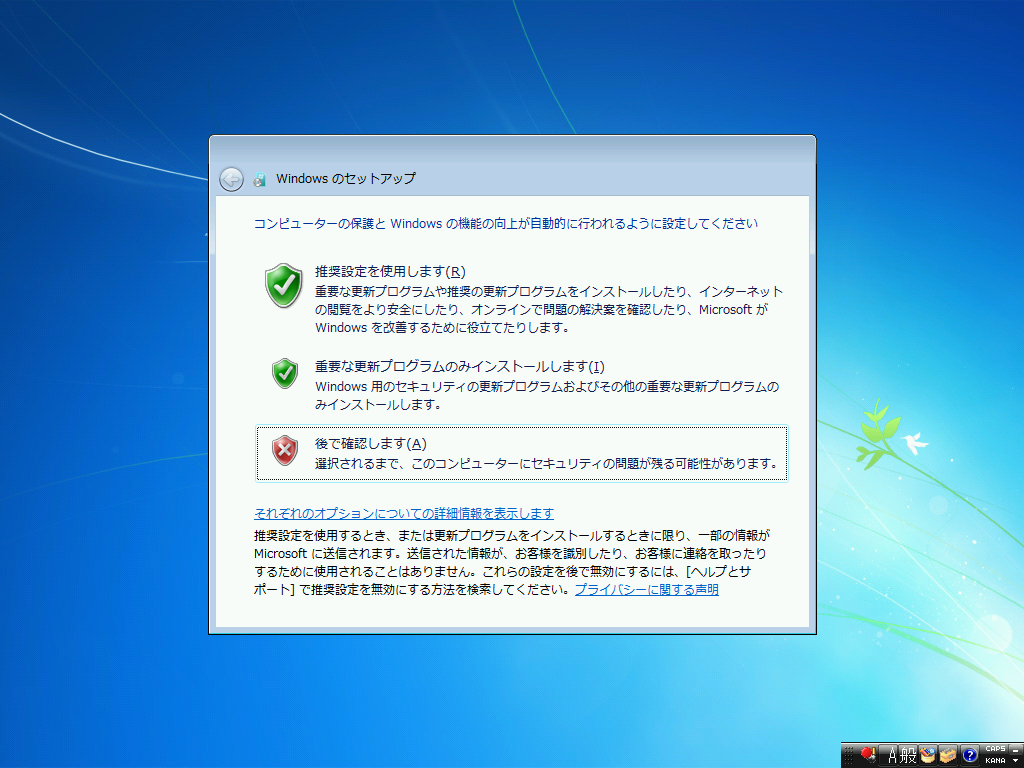 Windows のセットアップ
コンピューターの保護と Windows の機能の向上が自動的に行われるように設定してください
推奨設定を使用します(R)
重要な更新プログラムや推奨の更新プログラムをインストールしたり、インターネット
の閲覧をより安全にしたり、オンラインで問題の解決案を確認したり、Microsoft が
Windows を改善するために役立てたりします。
重要な更新プログラムのみインストールします(I)
Windows 用のセキュリティの更新プログラムおよびその他の重要な更新プログラムの
みインストールします。
後で確認します(A)
選択されるまで、このコンピューターにセキュリティの問題が残る可能性があります。
それぞれのオプションについての詳細情報を表示します
推奨設定を使用するとき、または更新プログラムをインストールするときに限り、一部の情報が
Microsoft に送信されます。送信された情報が、お客様を識別したり、お客様に連絡を取ったり
するために使用されることはありません。これらの設定を後で無効にするには、[ヘルプとサ
ポート] で推奨設定を無効にする方法を検索してください。プライバシーに関する声明
A 般 ? CAPS
KANA